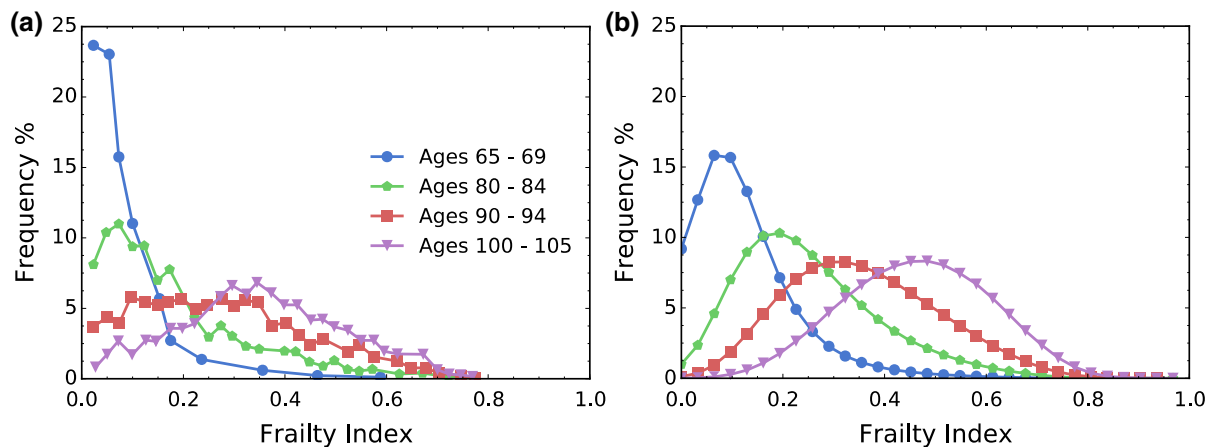 (a)
25
20
15
10
5
0
Frequency %
Ages 65 - 69
Ages 80 - 84
Ages 90 - 94
Ages 100 - 105
0.0 0.2 0.4 0.6 0.8 1.0
Frailty Index
(b)
25
20
15
10
5
0
Frequency %
0.0 0.2 0.4 0.6 0.8 1.0
Frailty Index